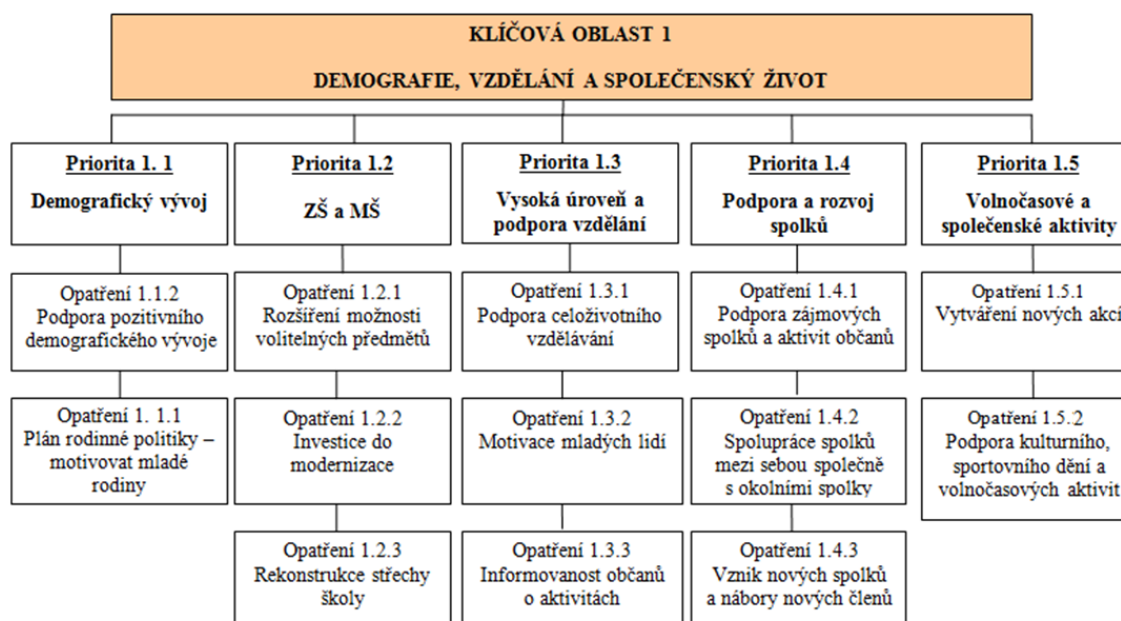 KLÍČOVÁ OBLAST 1
DEMOGRAFIE, VZDĚLÁNÍ A SPOLEČENSKÝ ŽIVOT
Priorita 1. 1
Demografický vývoj
Opatření 1.1.2
Podpora pozitivního
demografického vývoje
Opatření 1. 1.1
Plán rodinné politiky –
motivovat mladé
rodiny
Priorita 1.2
ZŠ a MŠ
Opatření 1.2.1
Rozšíření možnosti
volitelných předmětů
Opatření 1.2.2
Investice do
modernizace
Opatření 1.2.3
Rekonstrukce střechy
školy
Priorita 1.3
Vysoká úroveň a
podpora vzdělání
Opatření 1.3.1
Podpora celoživotního
vzdělávání
Opatření 1.3.2
Motivace mladých lidí
Opatření 1.3.3
Informovanost občanů
o aktivitách
Priorita 1.4
Podpora a rozvoj
spolků
Opatření 1.4.1
Podpora zájmových
spolků a aktivit občanů
Opatření 1.4.2
Spolupráce spolků
mezi sebou společně
s okolními spolky
Opatření 1.4.3
Vznik nových spolků
a nábory nových členů
Priorita 1.5
Volnočasové a
společenské aktivity
Opatření 1.5.1
Vytváření nových akcí
Opatření 1.5.2
Podpora kulturního,
sportovního dění a
volnočasových aktivit